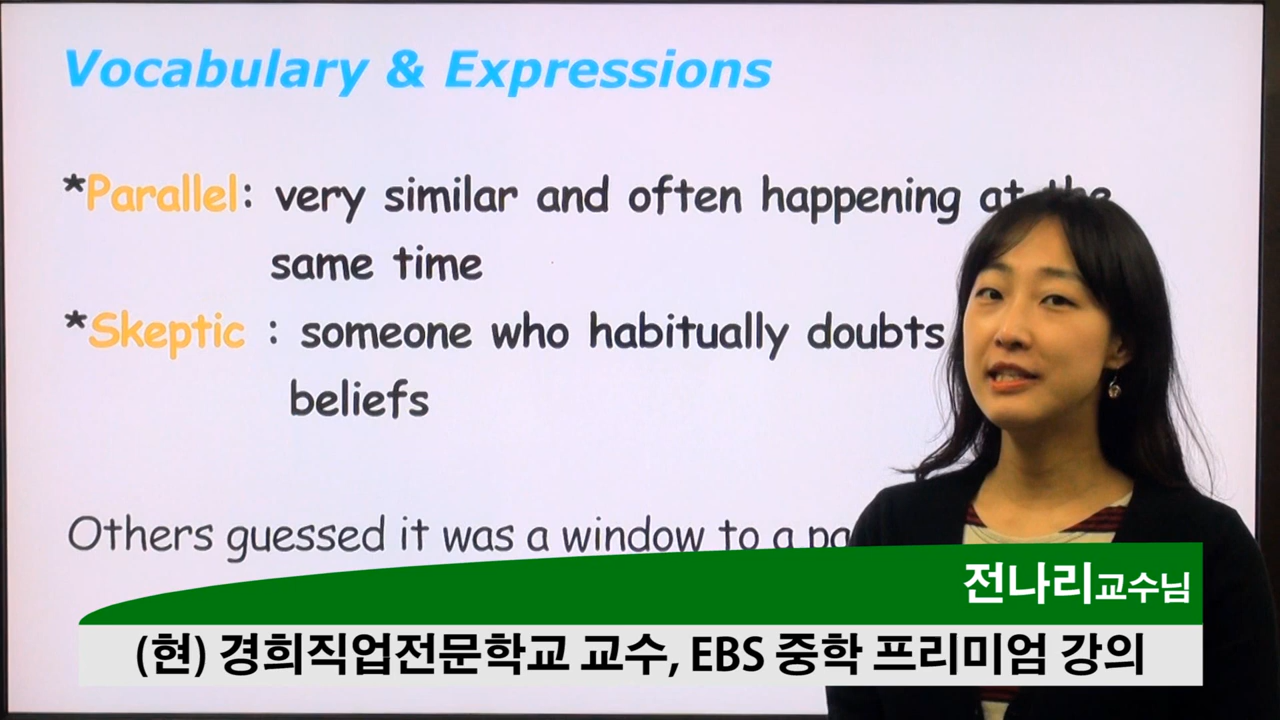 Vocabulary & Expressions
*Parallel: very similar and often happening at the
same time
*Skeptic : someone who habitually doubts
beliefs
Others guessed it was a window to a
전나리교수님
(현) 경희직업전문학교 교수, EBS 중학 프리미엄 강의